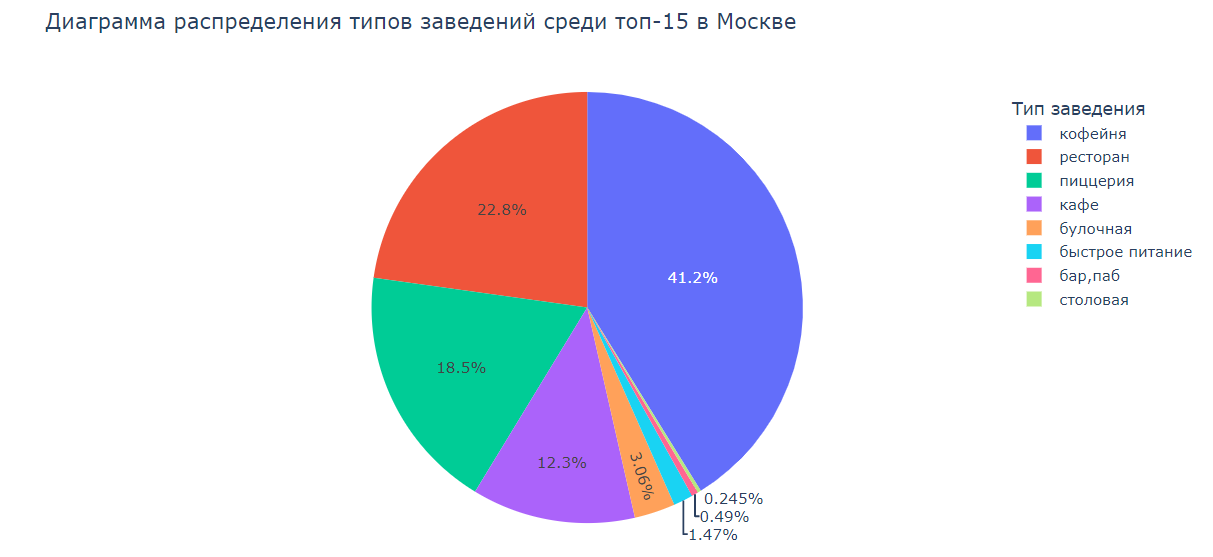 Диаграмма распределения типов заведений среди топ-15 в Москве
Тип заведения
кофейня
ресторан
пиццерия
кафе
булочная
быстрое питание
бар,паб
столовая
22.8%
41.2%
18.5%
12.3%
3.06%
0.245%
0.49%
1.47%